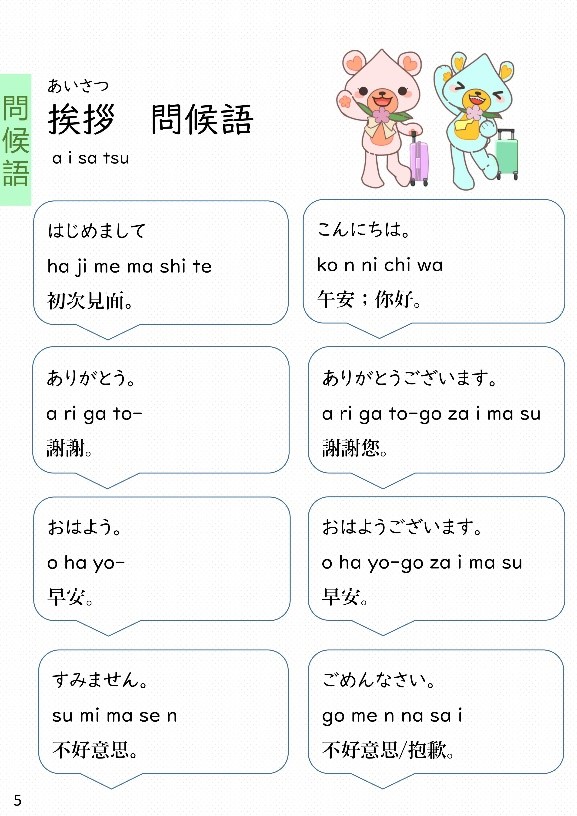 問候語
あいさつ
挨拶　問候語
a i sa tsu
はじめまして
ha ji me ma shi te
初次見面。
こんにちは。
ko n ni chi wa
午安；你好。
ありがとう。
a ri ga to-
謝謝。
ありがとうございます。
a ri ga to-go za i ma su
謝謝您。
おはよう。
o ha yo-
早安。
おはようございます。
o ha yo-go za i ma su
早安。
すみません。
su mi ma se n
不好意思。
ごめんなさい。
go me n na sa i
不好意思/抱歉。
5